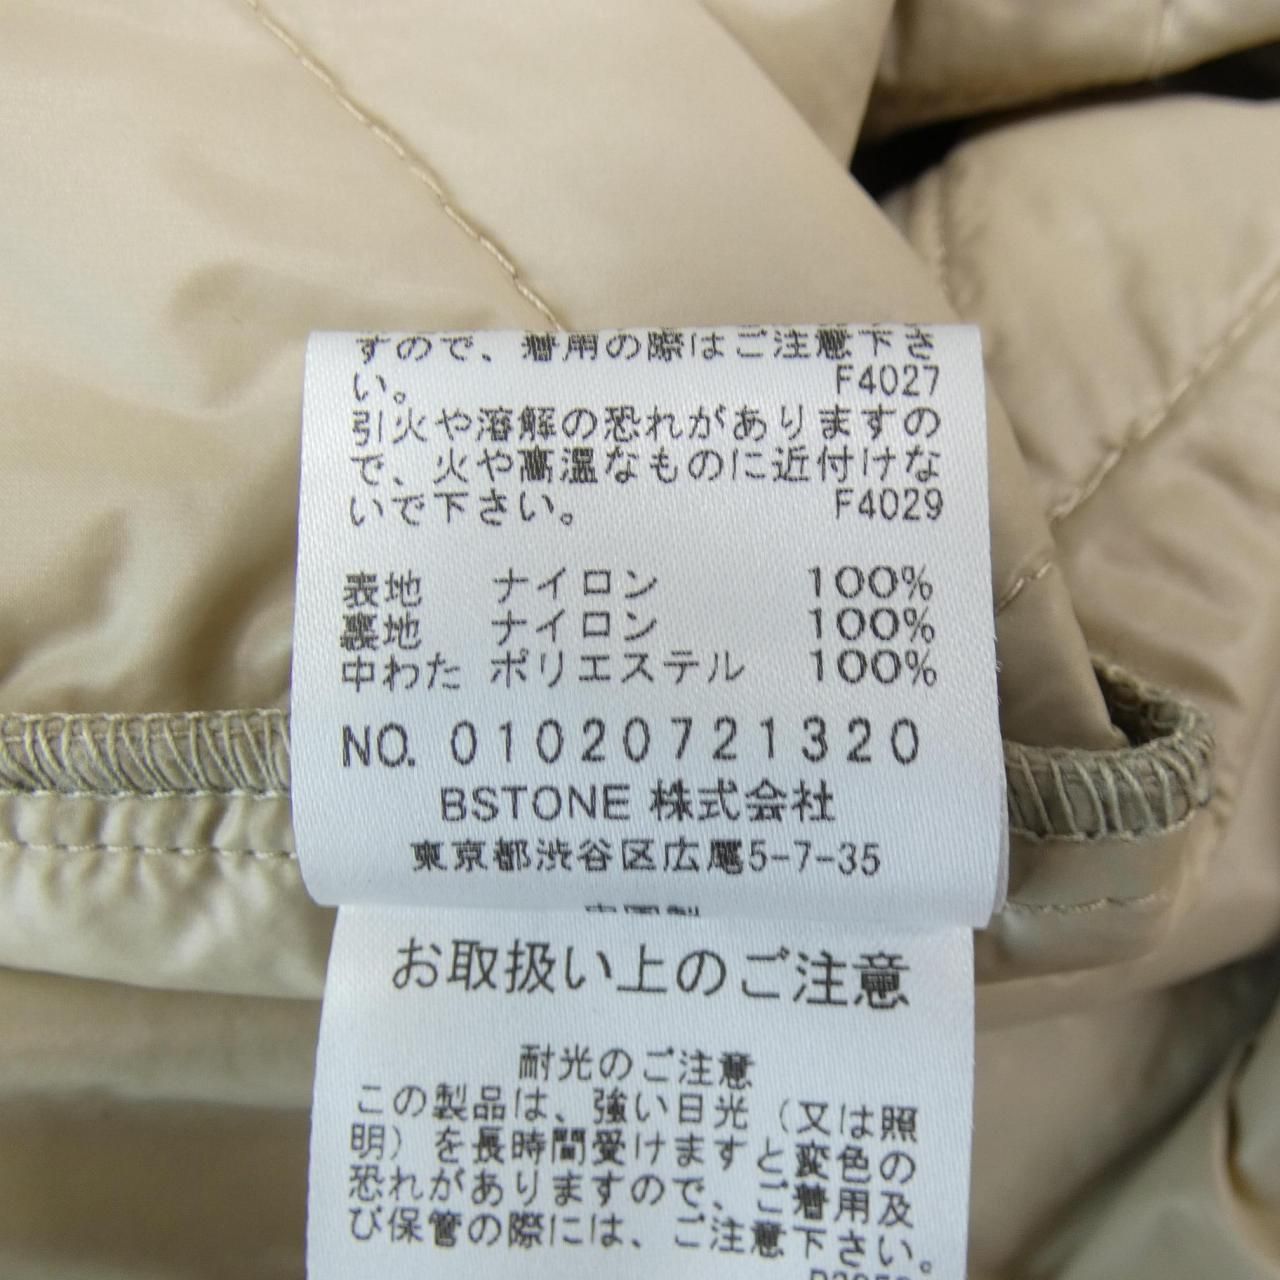 すので、着用の際はご注意下さ
い。 F4027
引火や溶解の恐れがありますの
で、火や高温なものに近付けな
いで下さい。 F4029
表地 ナイロン 100%
裏地 ナイロン 100%
中わた ポリエステル 100%
NO. 01020721320
BSTONE 株式会社
東京都渋谷区広尾5-7-35
お取扱い上のご注意
耐光のご注意
この製品は、強い日光（又は照
明）を長時間受けますと変色の
恐れがありますので、ご着用及
び保管の際には、ご注意下さい。